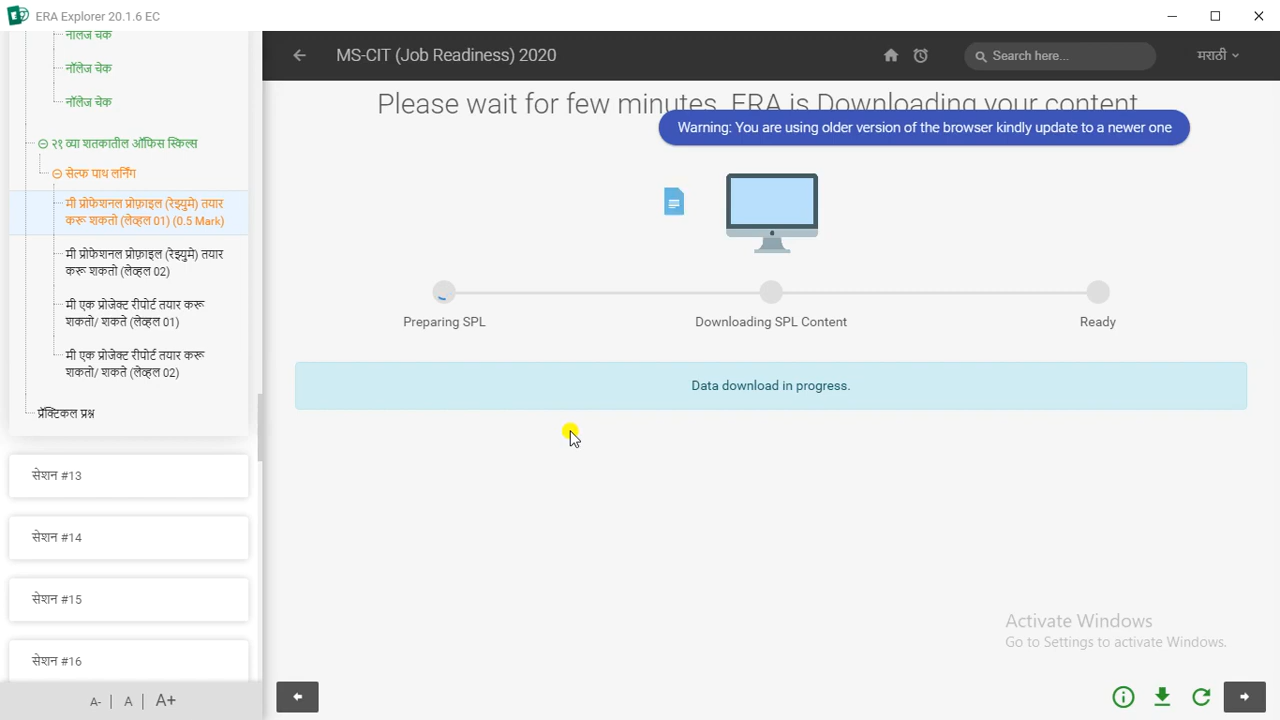 ERA Explorer 20.1.6 EC
नॉलेज चेक
नॉलेज चेक
नॉलेज चेक
२१ व्या शतकातील ऑफिस स्किल्स
सेल्फ पाथ लर्निंग
मी प्रोफेशनल प्रोफ़ाइल (रेझ्युमे) तयार
करू शकतो (लेव्हल 01) (0.5 Mark)
मी प्रोफेशनल प्रोफ़ाइल (रेझ्युमे) तयार
करू शकतो (लेव्हल 02)
मी एक प्रोजेक्ट रीपोर्ट तयार करू
शकतो/ शकते (लेव्हल 01)
मी एक प्रोजेक्ट रीपोर्ट तयार करू
शकतो/ शकते (लेव्हल 02)
प्रॅक्टिकल प्रश्न
सेशन #13
सेशन #14
सेशन #15
सेशन #16
A- | A | A+
MS-CIT (Job Readiness) 2020
Search here...
मराठी
Please wait for few minutes, ERA is Downloading your content
Warning: You are using older version of the browser kindly update to a newer one
Preparing SPL
Downloading SPL Content
Ready
Data download in progress.
Activate Windows
Go to Settings to activate Windows.